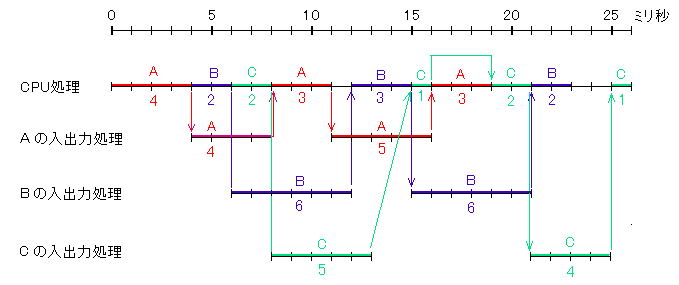 0 5 10 15 20 25 ミリ秒
A B C A B C A C B
CPU処理
4 2 2 3 3 1 3 2 2 1
C
Aの入出力処理
A A
4 5
Bの入出力処理
B B
6 6
Cの入出力処理
C C
5 4